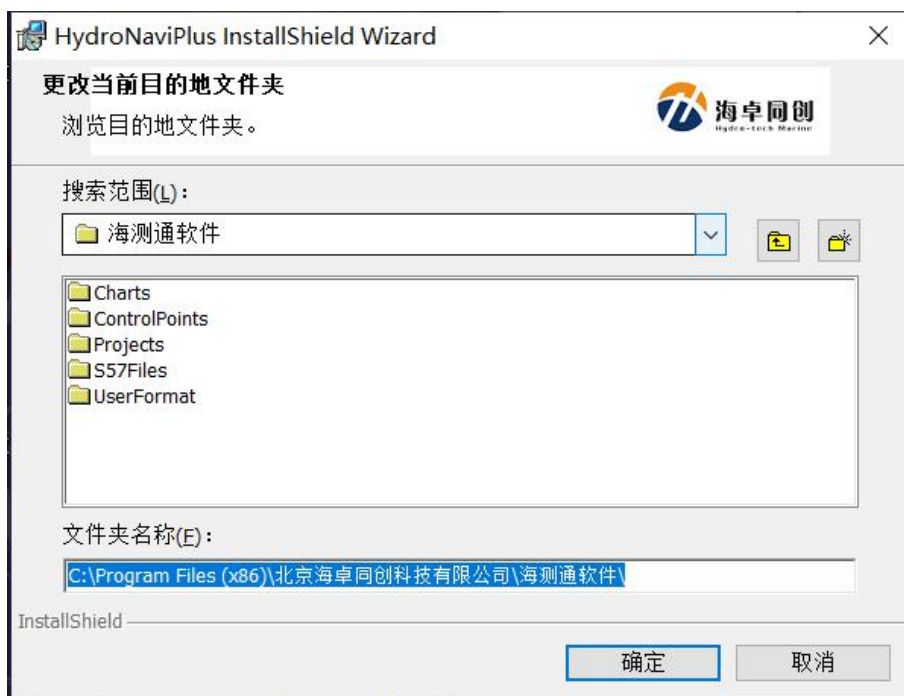 HydroNaviPlus InstallShield Wizard
更改当前目的地文件夹
浏览目的地文件夹。
海卓同创
Hydro-tech Marine
搜索范围(L):
海测通软件
Charts
ControlPoints
Projects
S57Files
UserFormat
文件夹名称(F):
C:\Program Files (x86)\北京海卓同创科技有限公司\海测通软件\
InstallShield
确定 取消